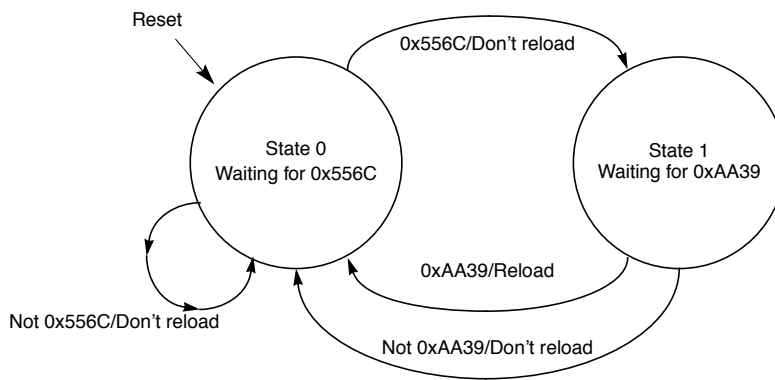 Reset
0x556C/Don't reload
State 0
Waiting for 0x556C
State 1
Waiting for 0xAA39
0xAA39/Reload
Not 0x556C/Don't reload
Not 0xAA39/Don't reload